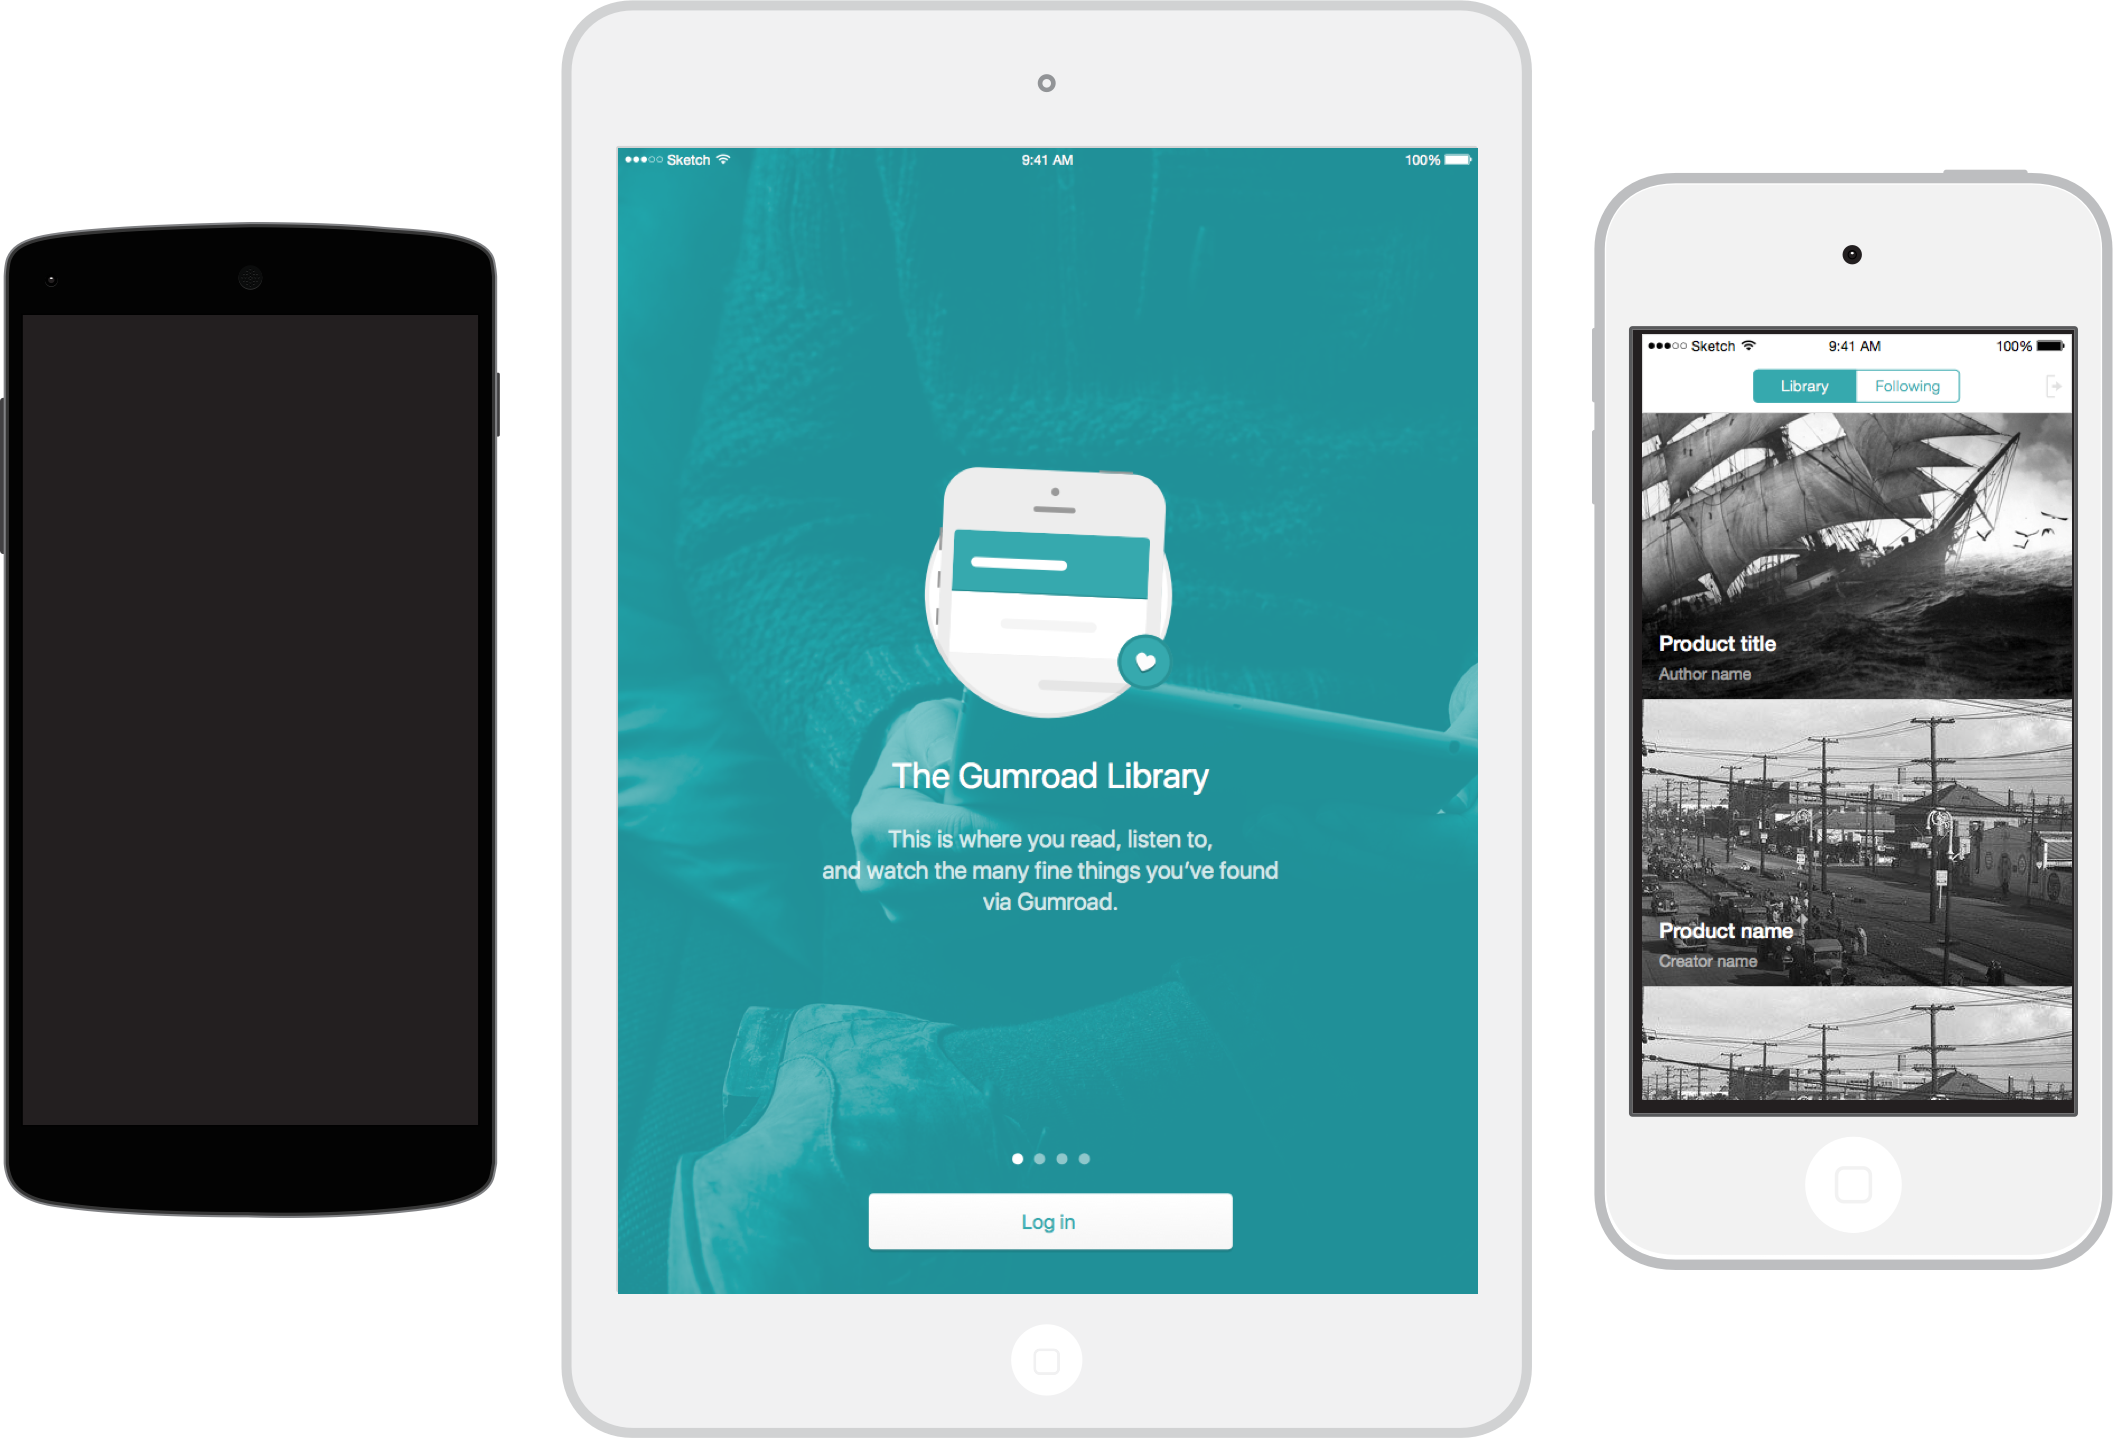 Sketch
9:41 AM
100%
The Gumroad Library
This is where you read, listen to,
and watch the many fine things you've found
via Gumroad.
Log in
Sketch
9:41 AM
100%
Library
Following
Product title
Author name
Product name
Creator name